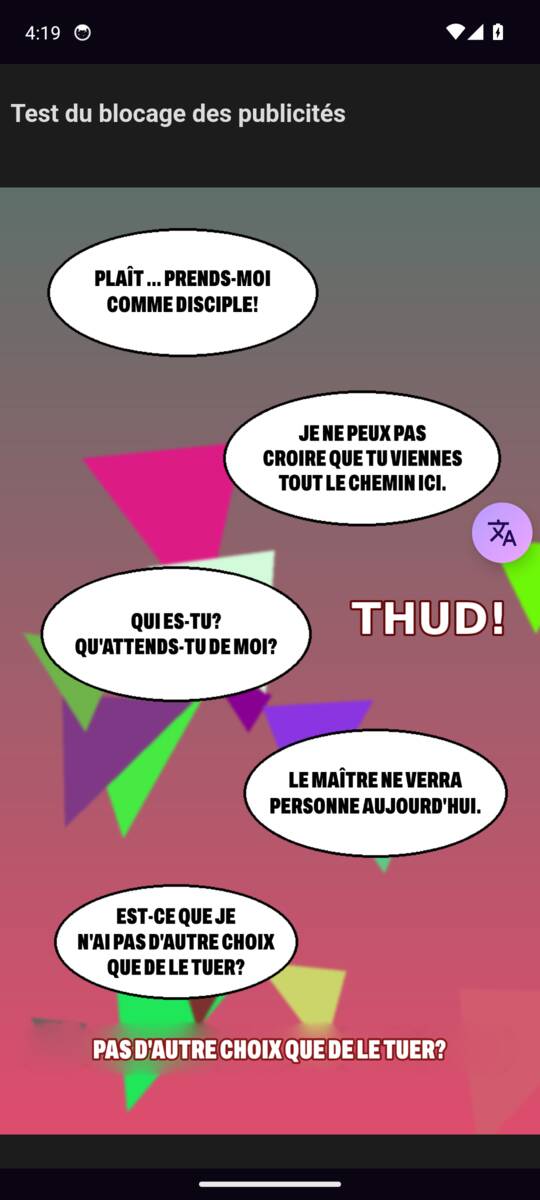 4:19
Test du blocage des publicités
PLAÎT ... PRENDS-MOI
COMME DISCIPLE!
JE NE PEUX PAS
CROIRE QUE TU VIENNES
TOUT LE CHEMIN ICI.
QUI ES-TU?
QU'ATTENDS-TU DE MOI?
THUD!
LE MAÎTRE NE VERRA
PERSONNE AUJOURD'HUI.
EST-CE QUE JE
N'AI PAS D'AUTRE CHOIX
QUE DE LE TUER?
PAS D'AUTRE CHOIX QUE DE LE TUER?